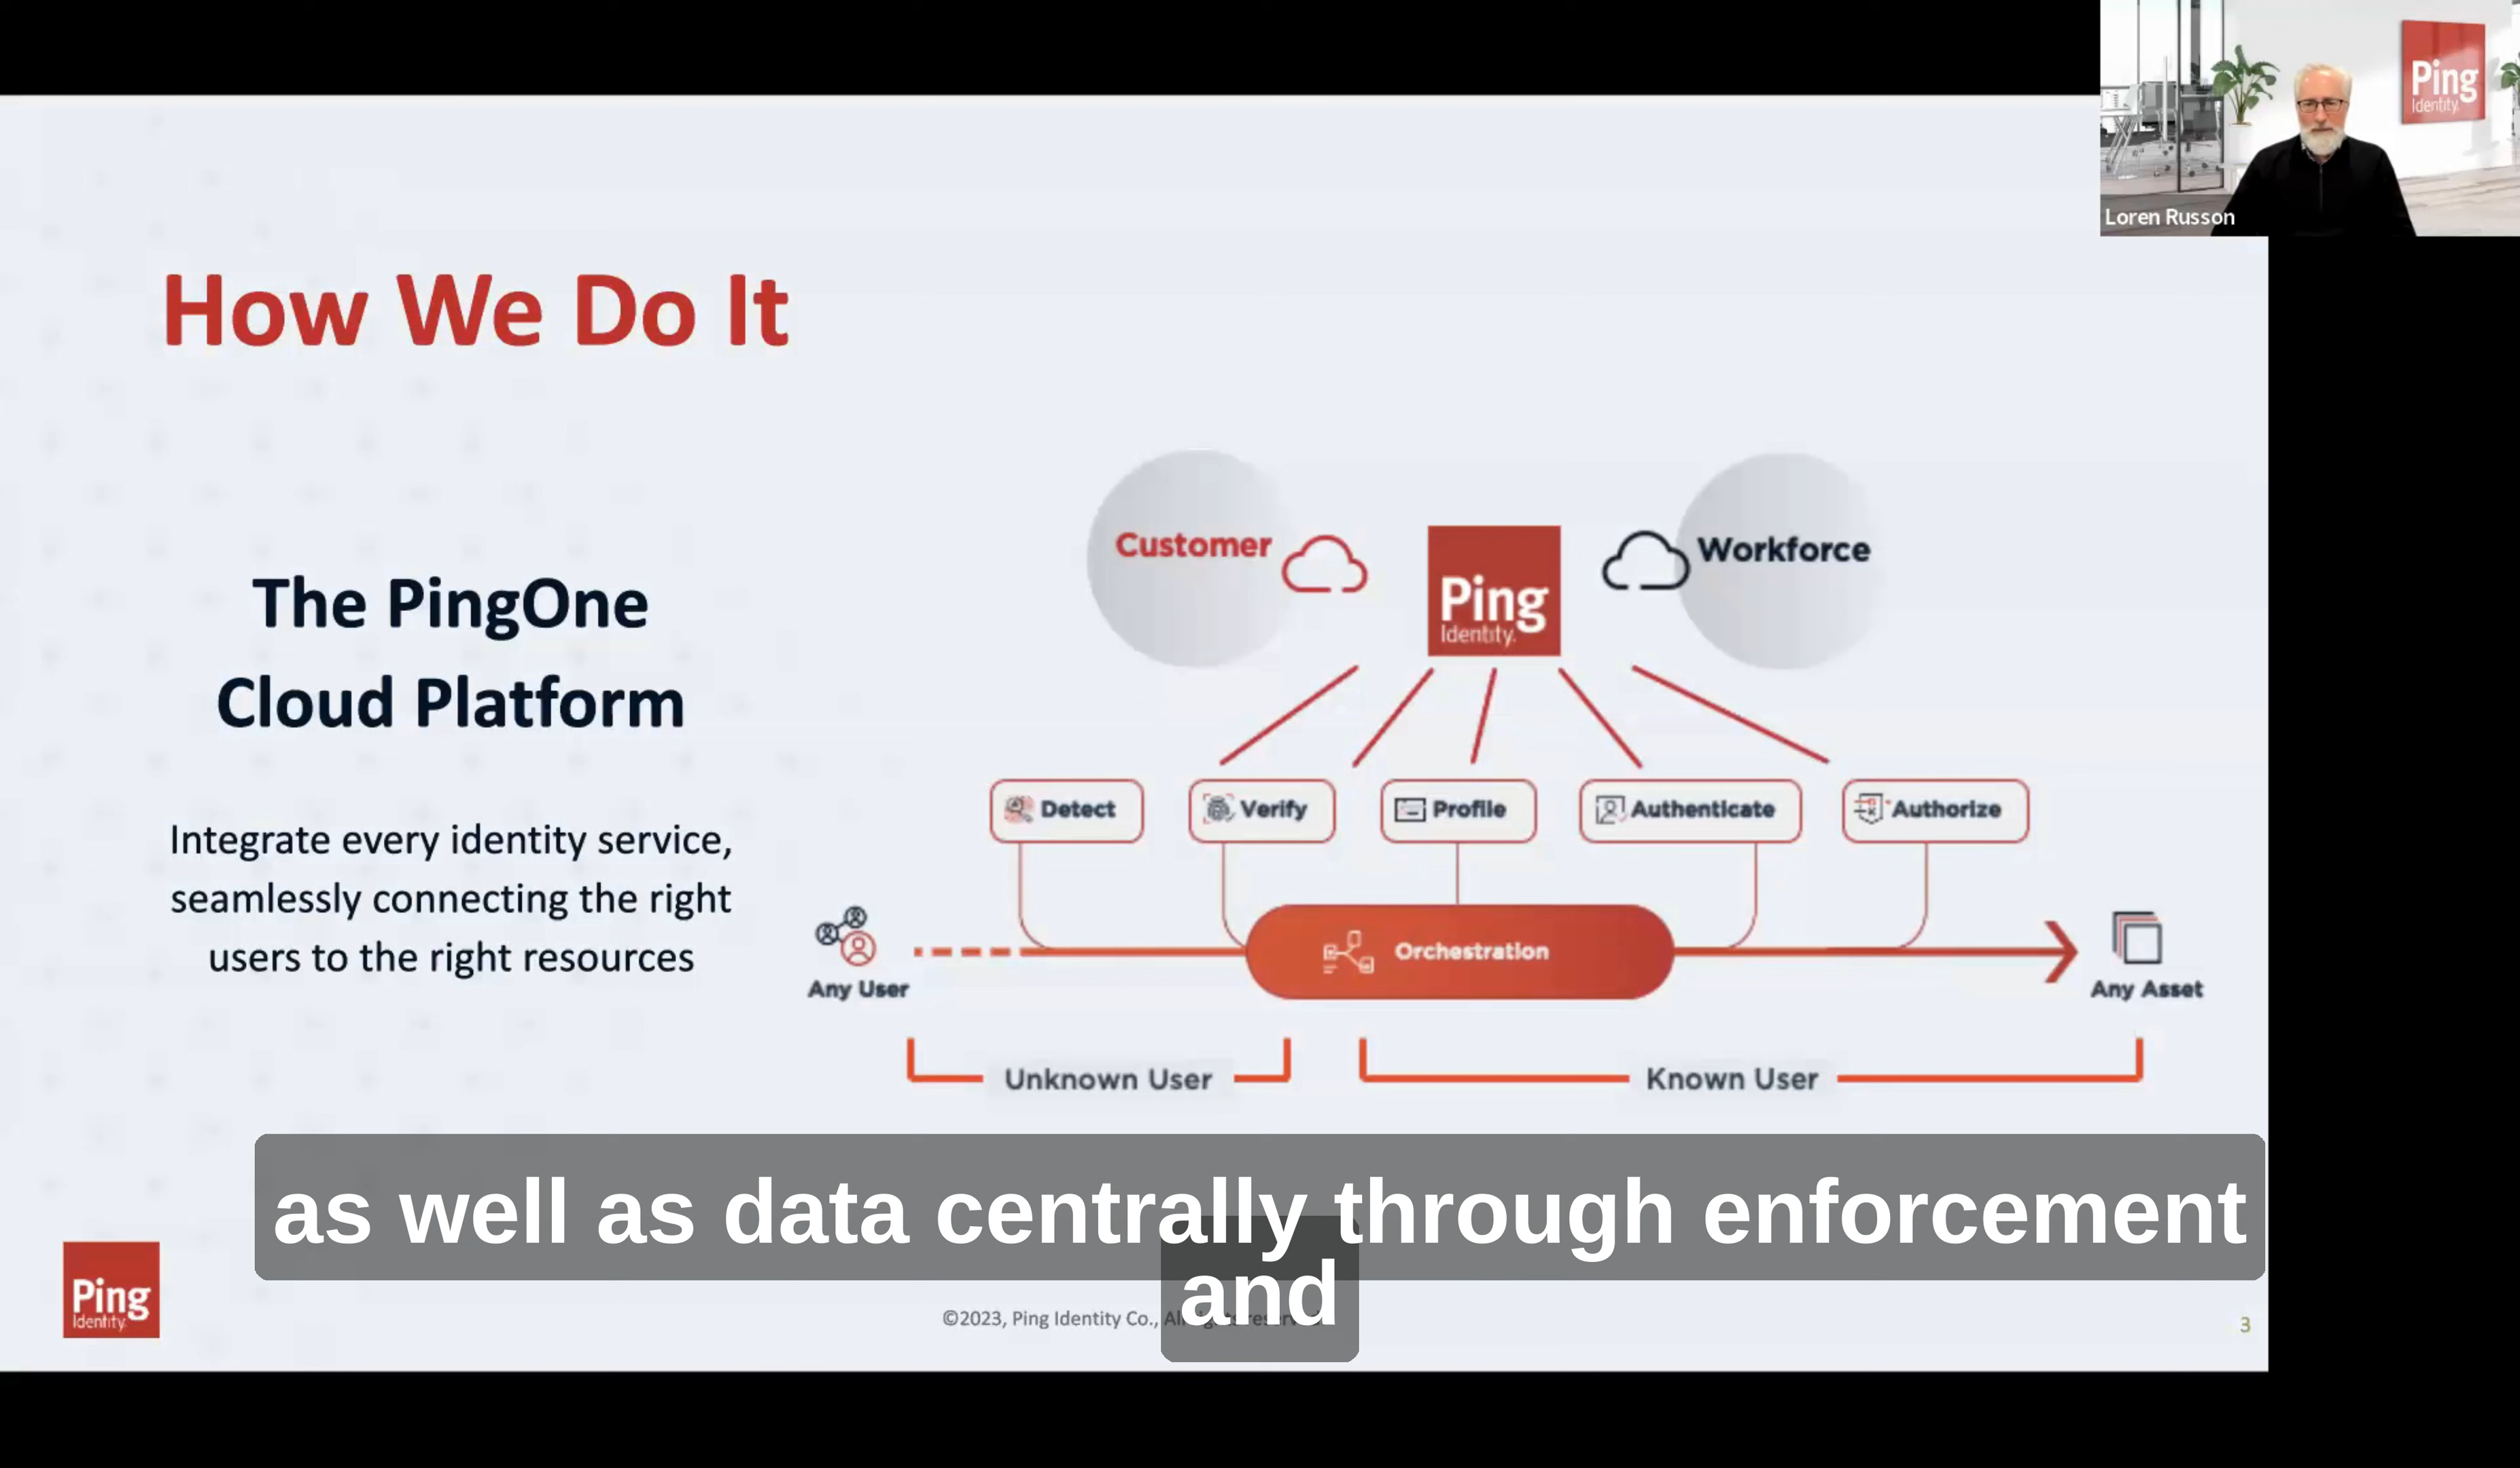 Ping
Identity.
Loren Russon
How We Do It
The PingOne
Cloud Platform
Integrate every identity service,
seamlessly connecting the right
users to the right resources
Customer
Ping
Identity.
Workforce
Detect
Verify
Profile
Authenticate
Authorize
Any User
Orchestration
Any Asset
Unknown User
Known User
as well as data centrally through enforcement
and
Ping
Identity.
©2023, Ping Identity Co., All rights reserved
3